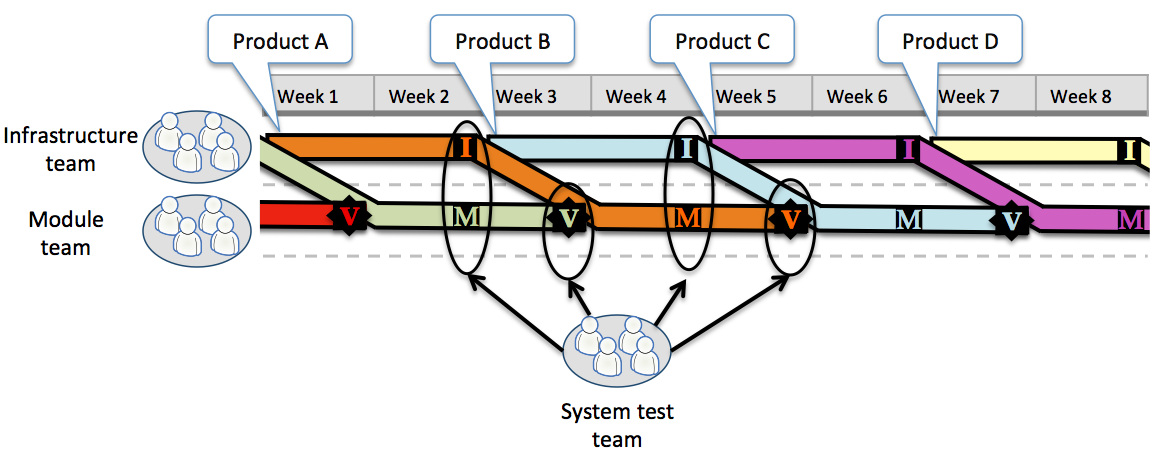 Product A
Product B
Product C
Product D
Week 1
Week 2
Week 3
Week 4
Week 5
Week 6
Week 7
Week 8
Infrastructure
team
I
I
I
I
Module
team
V
M
V
M
V
M
V
M
System test
team